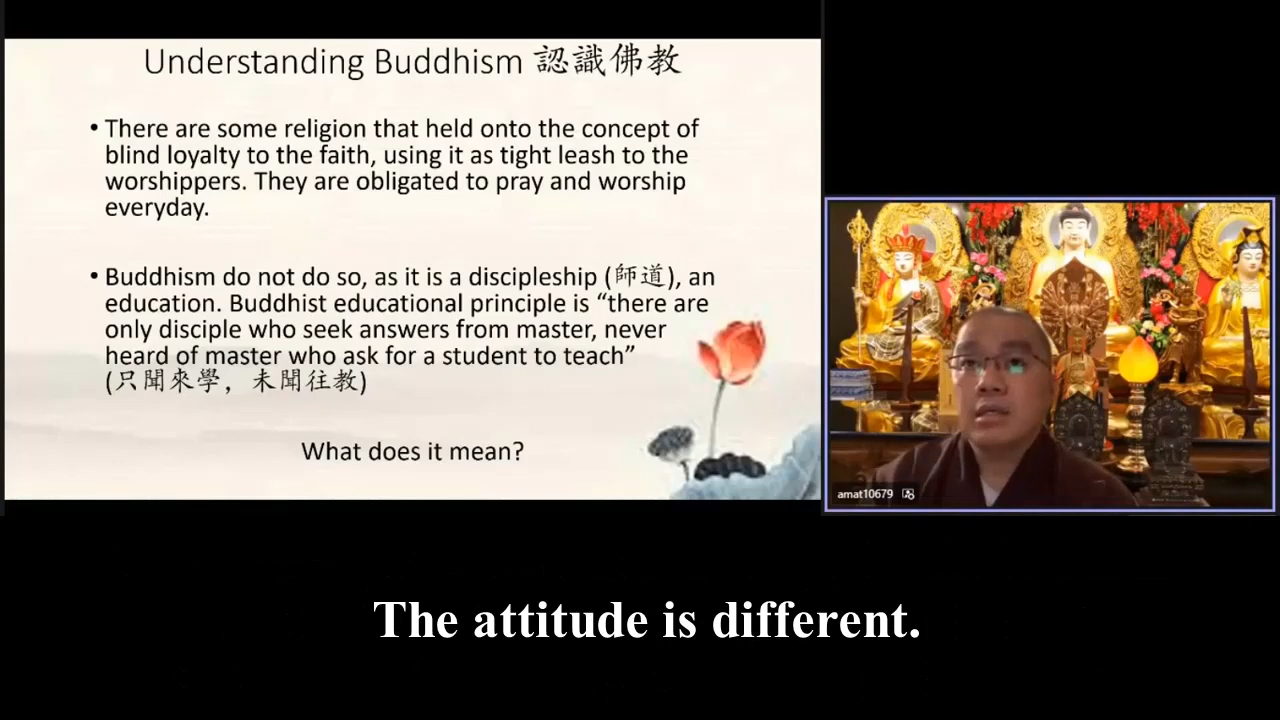 Understanding Buddhism 認識佛教
• There are some religion that held onto the concept of
blind loyalty to the faith, using it as tight leash to the
worshippers. They are obligated to pray and worship
everyday.
• Buddhism do not do so, as it is a discipleship (師道), an
education. Buddhist educational principle is “there are
only disciple who seek answers from master, never
heard of master who ask for a student to teach”
(只聞來學，未聞往教)
What does it mean?
amat10679
The attitude is different.